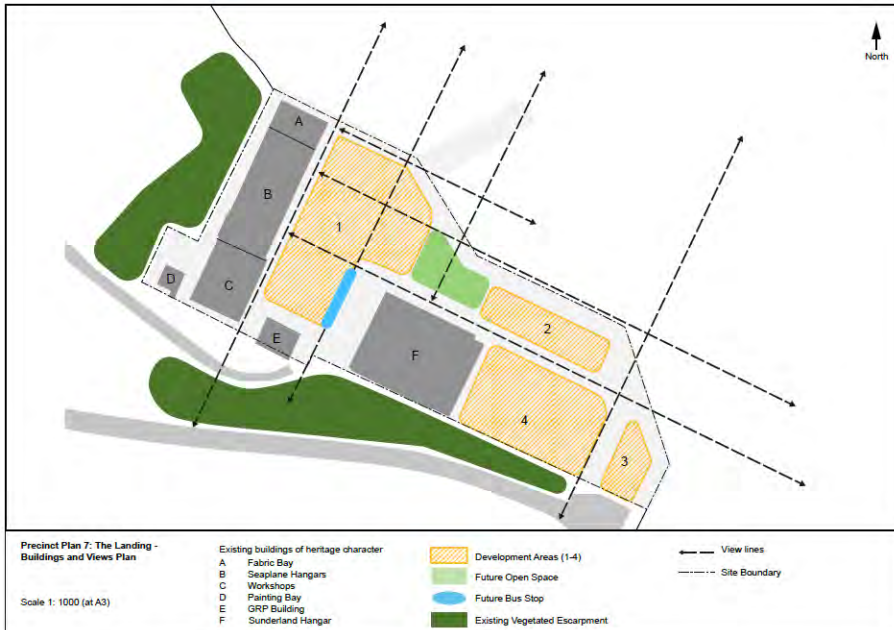 North
A
B
1
D
C
2
E
F
4
3
Precinct Plan 7: The Landing -
Buildings and Views Plan
Scale 1: 1000 (at A3)
Existing buildings of heritage character
A Fabric Bay
B Seaplane Hangars
C Workshops
D Painting Bay
E GRP Building
F Sunderland Hangar
Development Areas (1-4)
Future Open Space
Future Bus Stop
Existing Vegetated Escarpment
View lines
Site Boundary